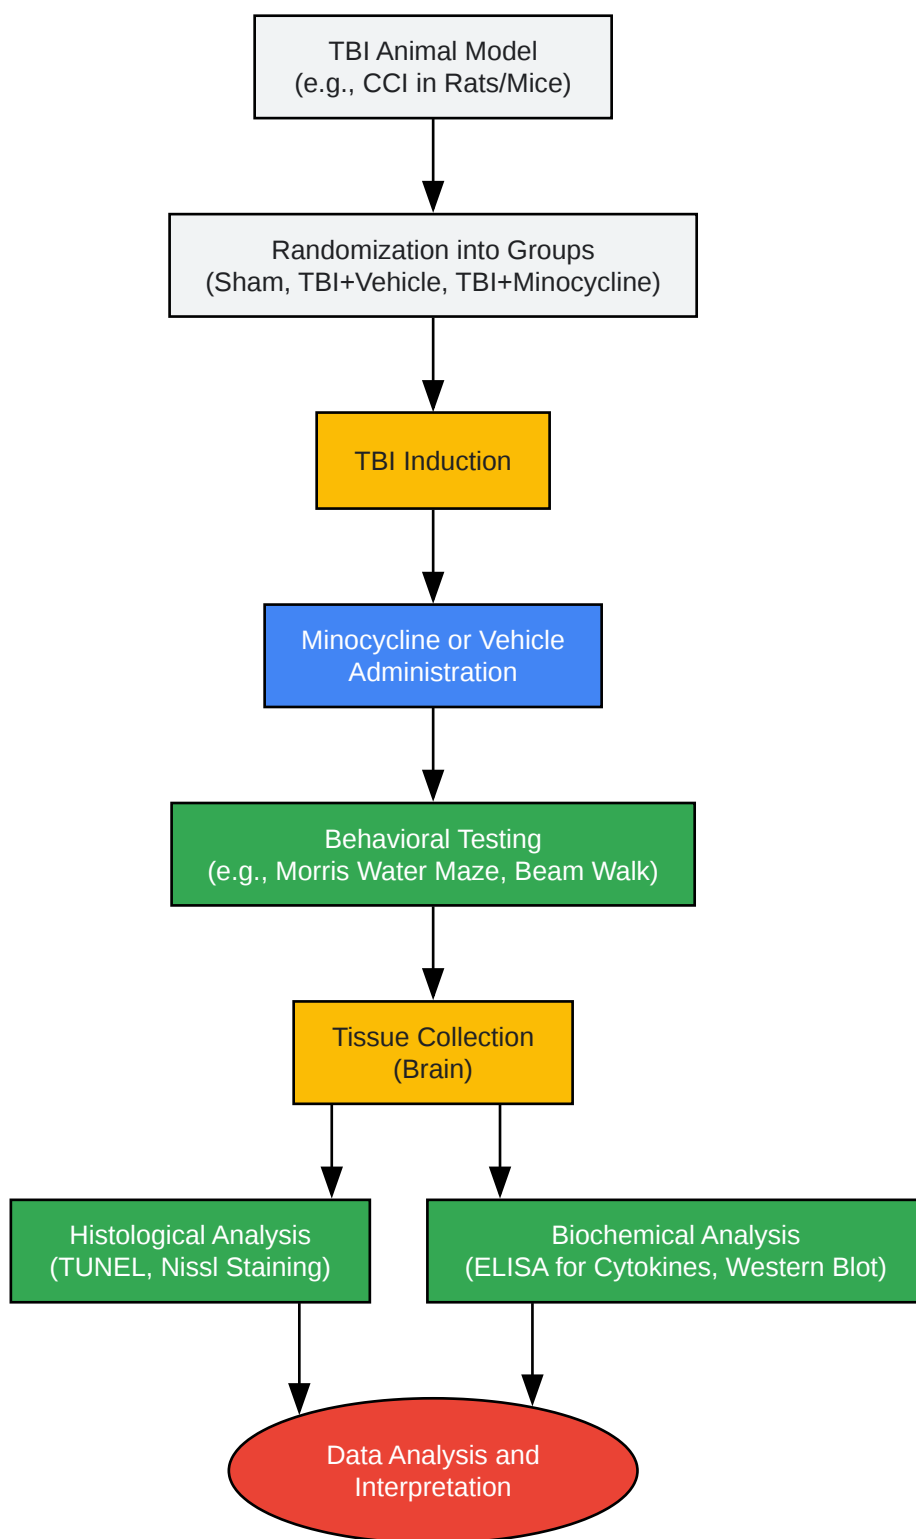 TBI Animal Model
(e.g., CCI in Rats/Mice)
Randomization into Groups
(Sham, TBI+Vehicle, TBI+Minocycline)
TBI Induction
Minocycline or Vehicle
Administration
Behavioral Testing
(e.g., Morris Water Maze, Beam Walk)
Tissue Collection
(Brain)
Histological Analysis
(TUNEL, Nissl Staining)
Biochemical Analysis
(ELISA for Cytokines, Western Blot)
Data Analysis and
Interpretation